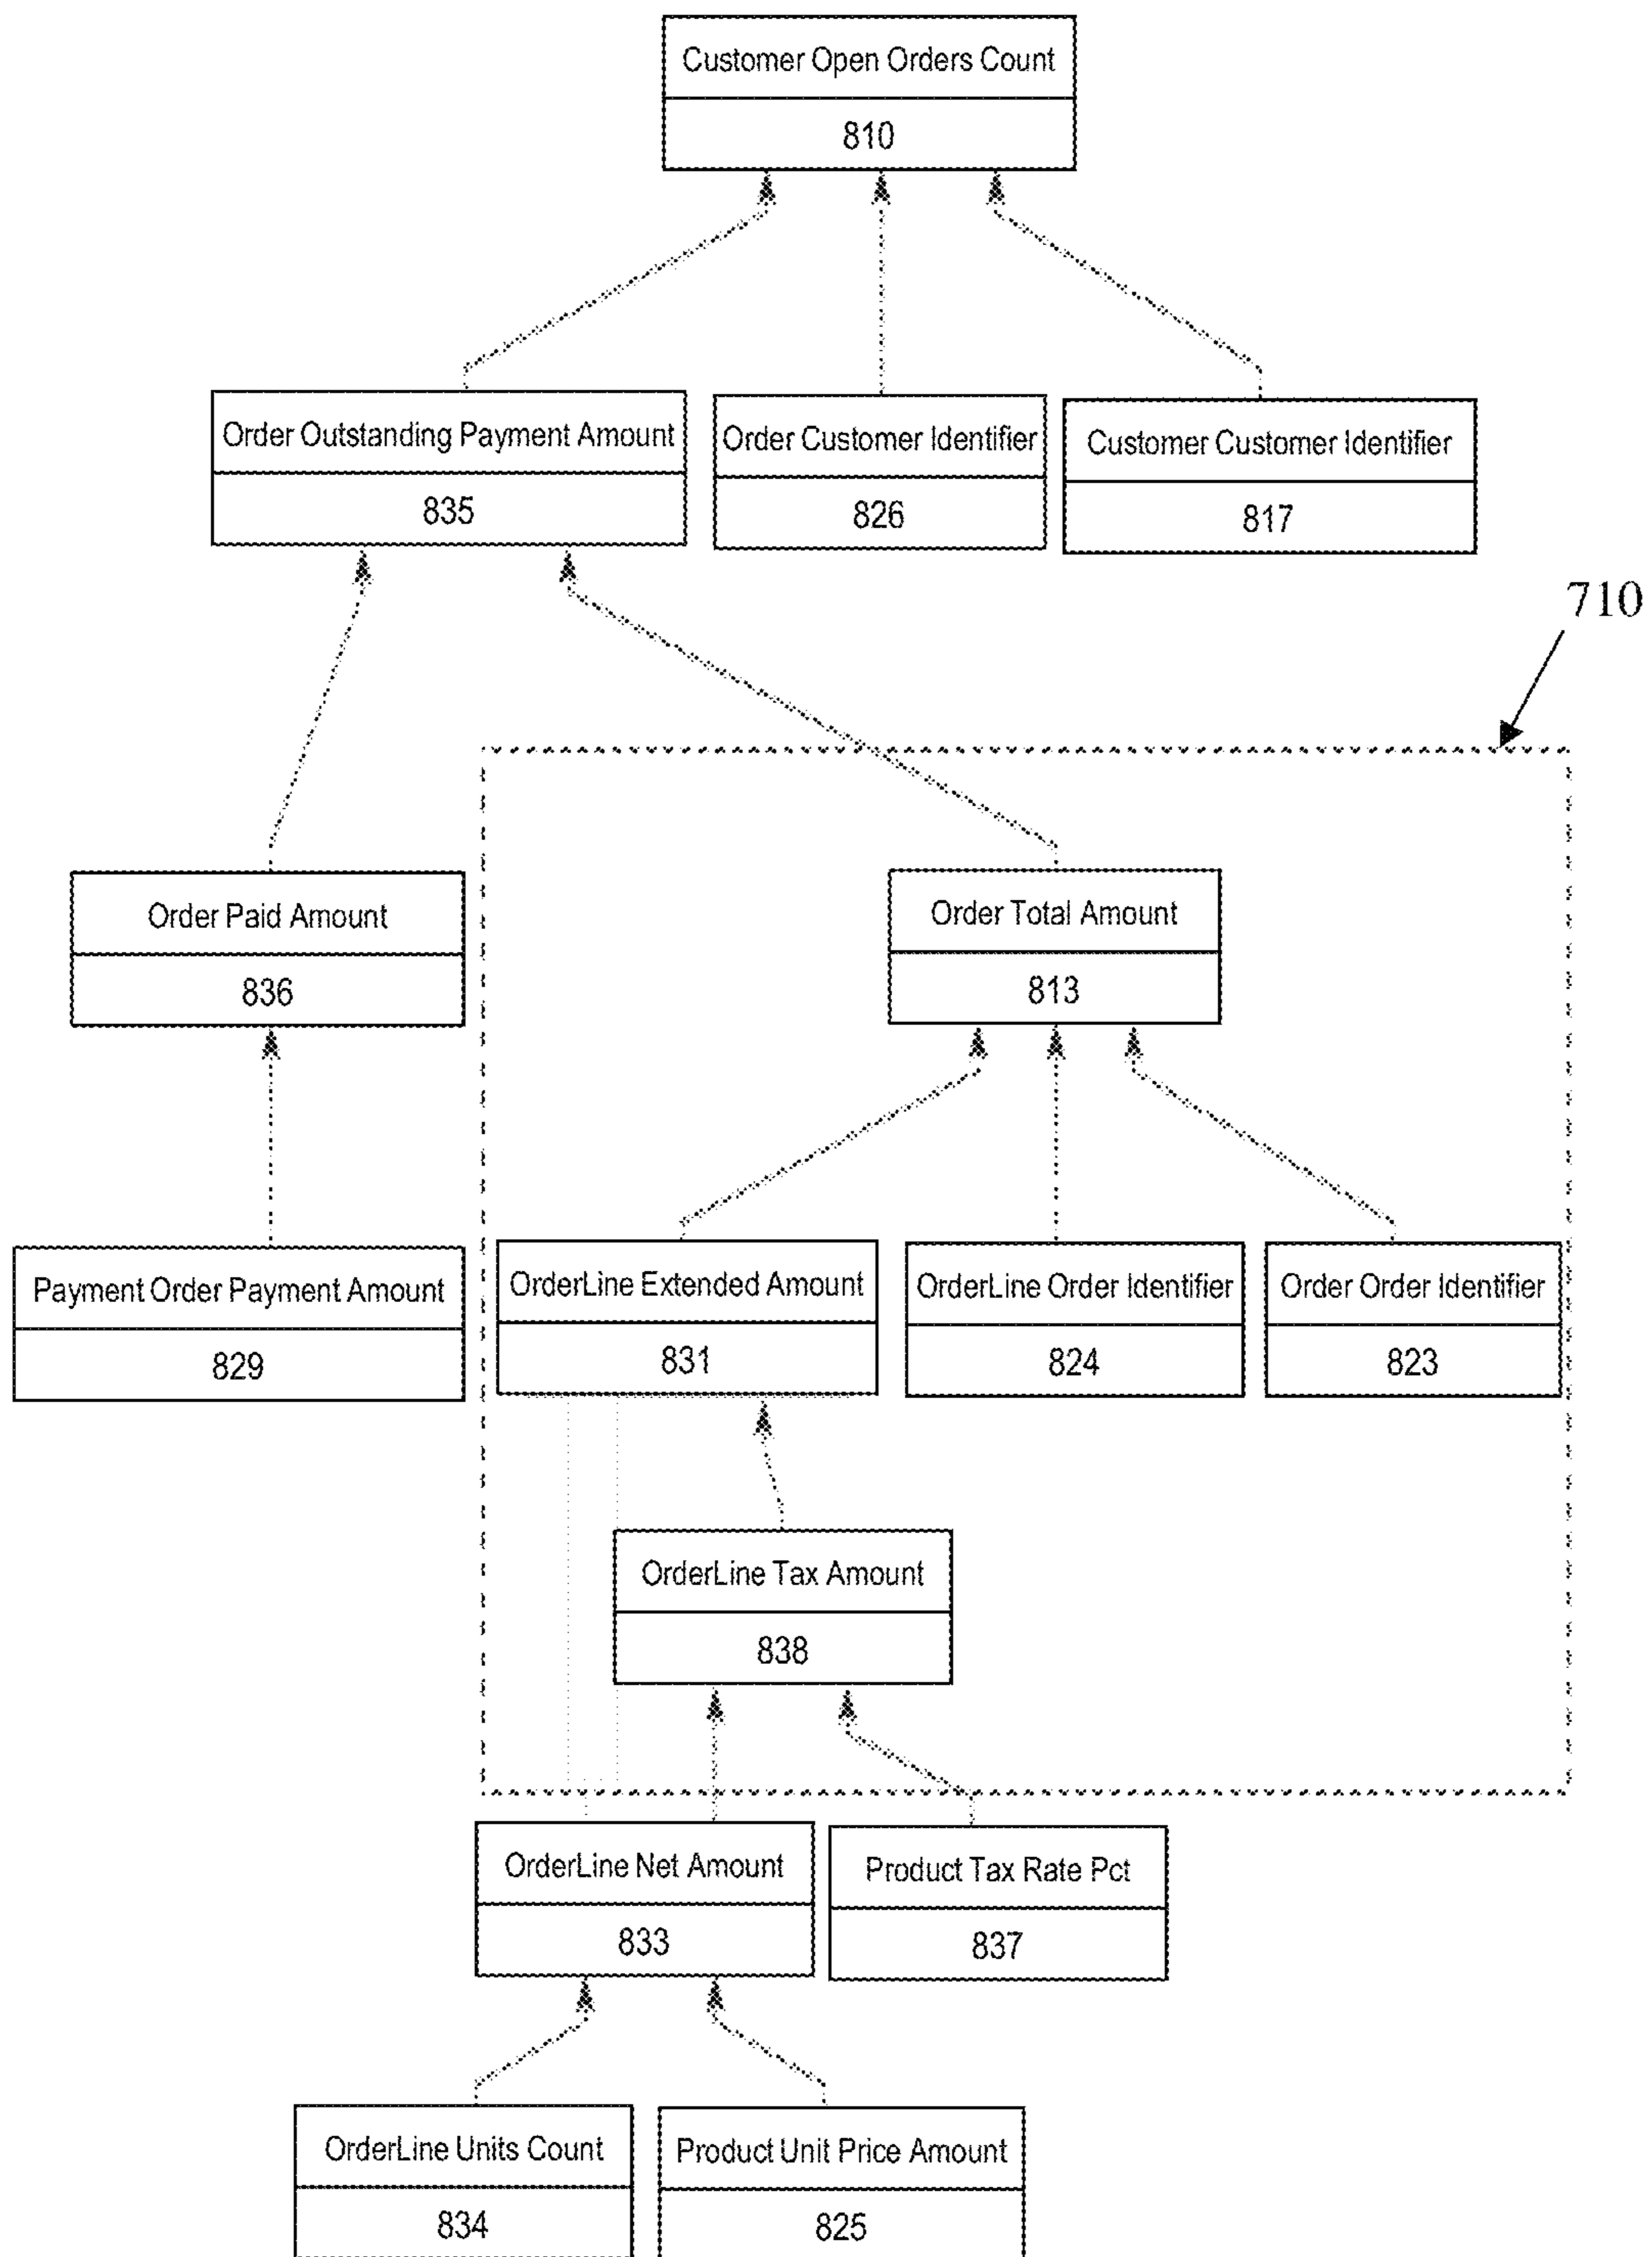 Customer Open Orders Count
810
Order Outstanding Payment Amount
835
Order Customer Identifier
826
Customer Customer Identifier
817
710
Order Paid Amount
836
Order Total Amount
813
Payment Order Payment Amount
829
OrderLine Extended Amount
831
OrderLine Order Identifier
824
Order Order Identifier
823
OrderLine Tax Amount
838
OrderLine Net Amount
833
Product Tax Rate Pct
837
OrderLine Units Count
834
Product Unit Price Amount
825